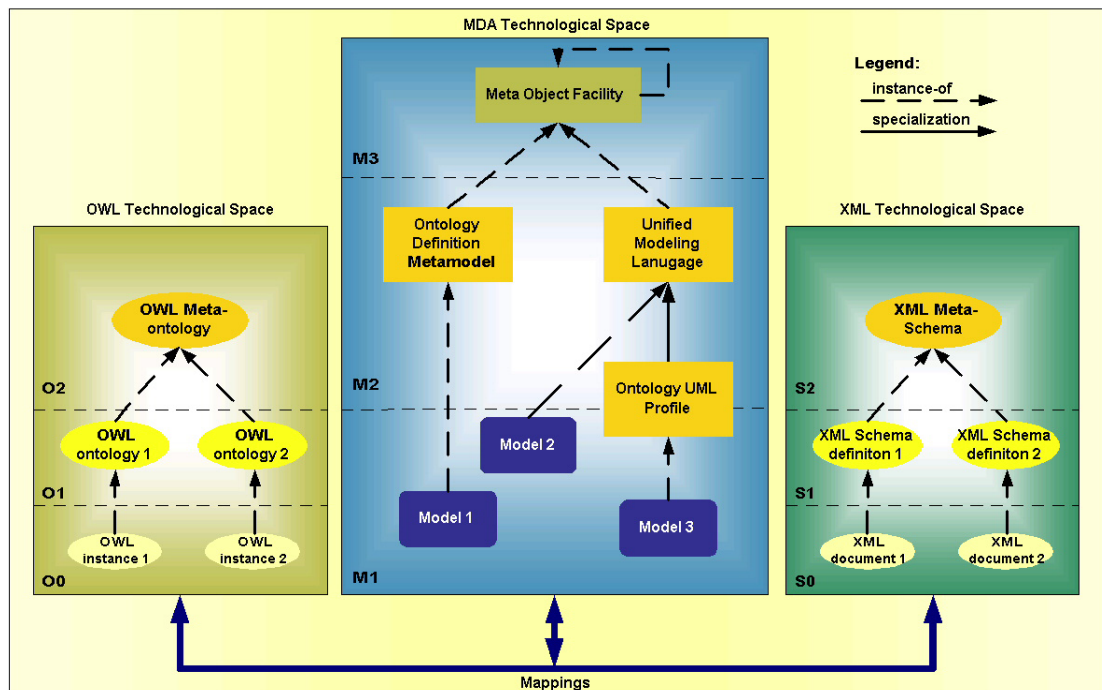 MDA Technological Space
Meta Object Facility
Legend:
instance-of
specialization
M3
OWL Technological Space
XML Technological Space
Ontology
Definition
Metamodel
Unified
Modeling
Lanugage
OWL Meta-
ontology
XML Meta-
Schema
O2
M2
S2
Ontology UML
Profile
OWL
ontology 1
OWL
ontology 2
Model 2
XML Schema
definiton 1
XML Schema
definiton 2
O1
S1
Model 1
Model 3
OWL
instance 1
OWL
instance 2
XML
document 1
XML
document 2
O0
M1
S0
Mappings